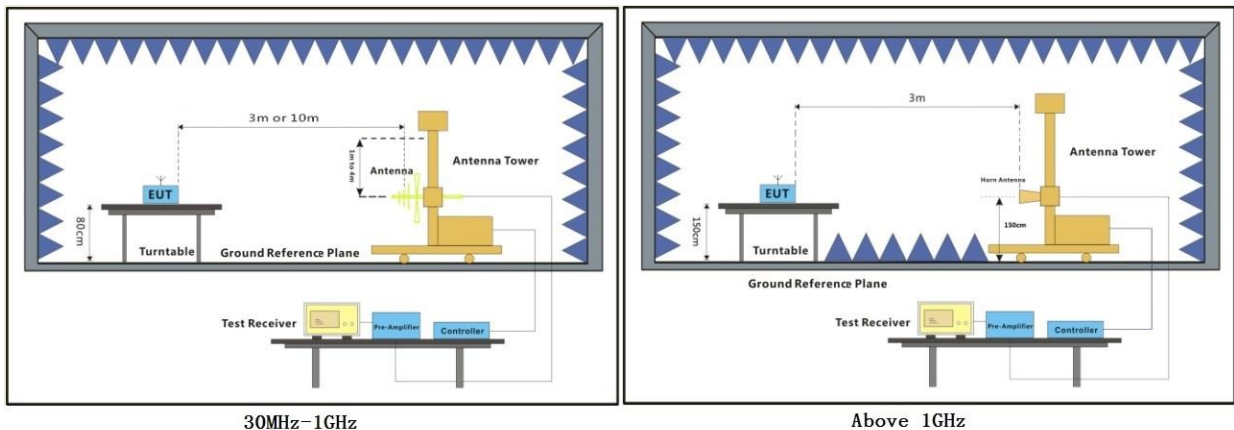 3m or 10m
1m to 4m
Antenna
Antenna Tower
EUT
80cm
Turntable
Ground Reference Plane
Test Receiver
Pre-Amplifier
Controller
30MHz-1GHz
3m
Antenna Tower
Horn Antenna
EUT
150cm
150cm
Turntable
Ground Reference Plane
Test Receiver
Pre-Amplifier
Controller
Above 1GHz